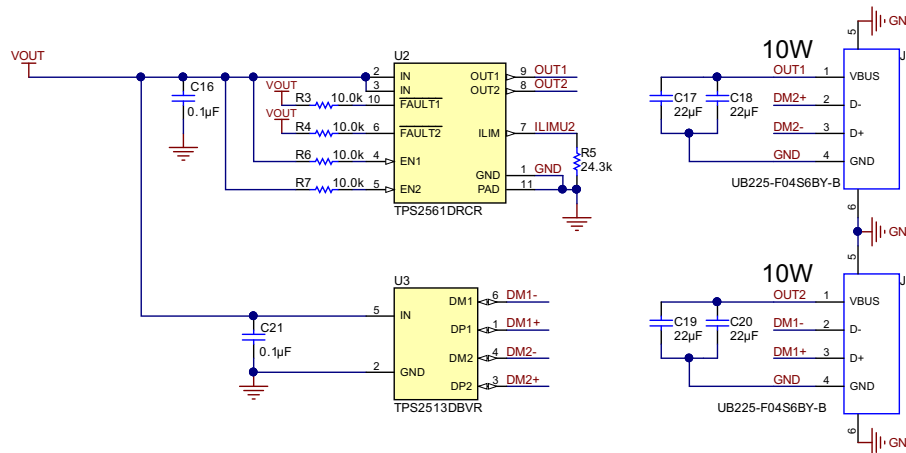 VOUT
C16
0.1µF
VOUT
R3 10.0k
VOUT
R4 10.0k
R6 10.0k
R7 10.0k
U2
2 IN
3 IN
10 FAULT1
6 FAULT2
4 EN1
5 EN2
OUT1 9 OUT1
OUT2 8 OUT2
ILIM 7 ILIMU2
GND 1 GND
PAD 11
TPS2561DRCR
R5
24.3k
C21
0.1µF
U3
5 IN
2 GND
DM1 6 DM1-
DP1 1 DM1+
DM2 4 DM2-
DP2 3 DM2+
TPS2513DBVR
10W
C17
22µF
C18
22µF
OUT1 1 VBUS
DM2+ 2 D-
DM2- 3 D+
GND 4 GND
5
GN
J
UB225-F04S6BY-B
6
GN
5
J
10W
C19
22µF
C20
22µF
OUT2 1 VBUS
DM1- 2 D-
DM1+ 3 D+
GND 4 GND
UB225-F04S6BY-B
6
GN